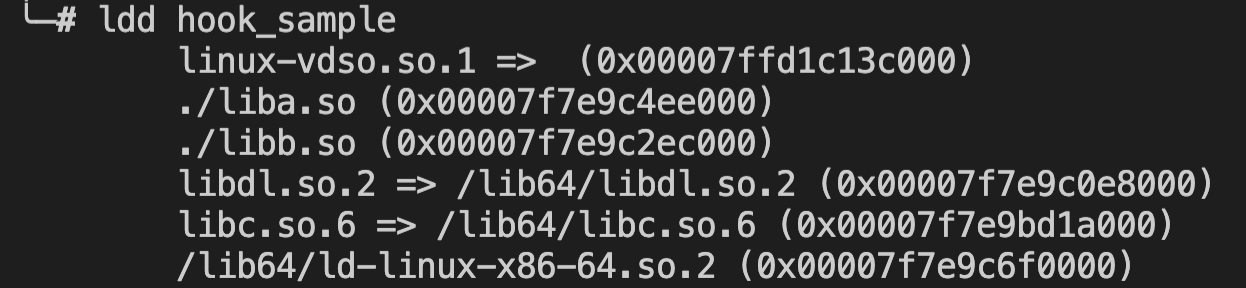 └─# ldd hook_sample
linux-vdso.so.1 =>  (0x00007ffd1c13c000)
./liba.so (0x00007f7e9c4ee000)
./libb.so (0x00007f7e9c2ec000)
libdl.so.2 => /lib64/libdl.so.2 (0x00007f7e9c0e8000)
libc.so.6 => /lib64/libc.so.6 (0x00007f7e9bd1a000)
/lib64/ld-linux-x86-64.so.2 (0x00007f7e9c6f0000)